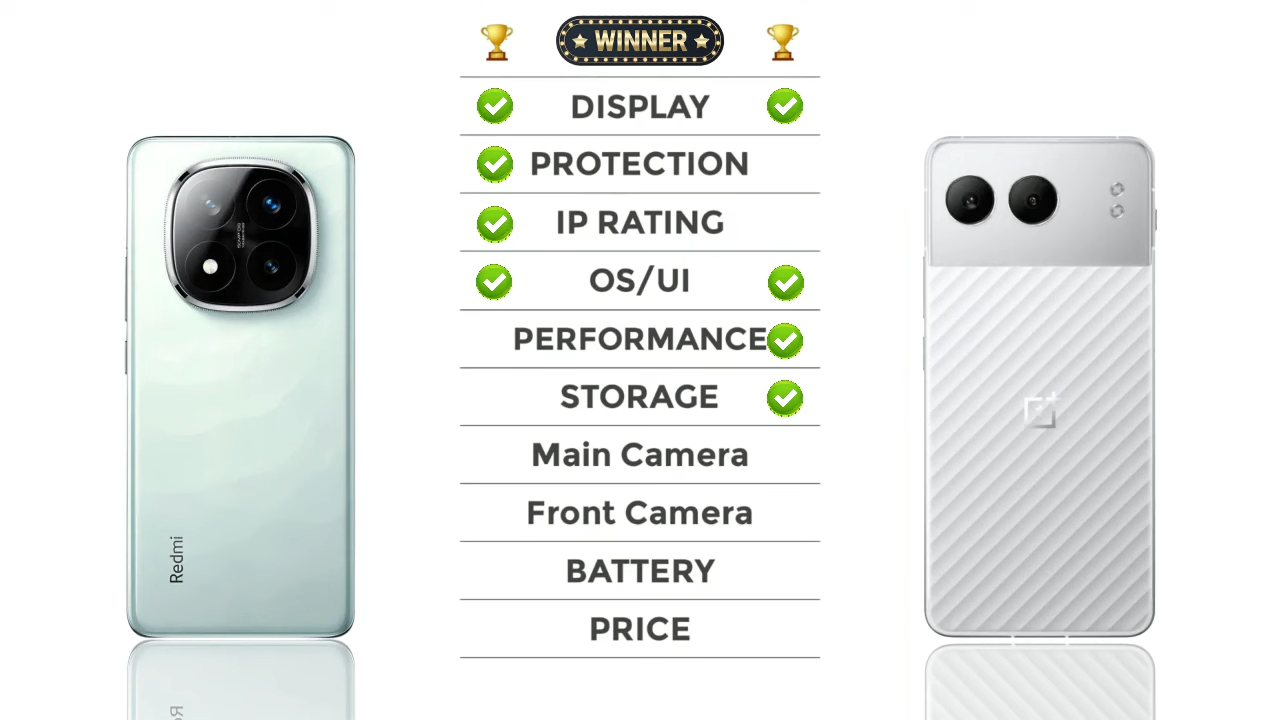 WINNER
DISPLAY
PROTECTION
IP RATING
OS/UI
PERFORMANCE
STORAGE
Main Camera
Front Camera
BATTERY
PRICE
Redmi